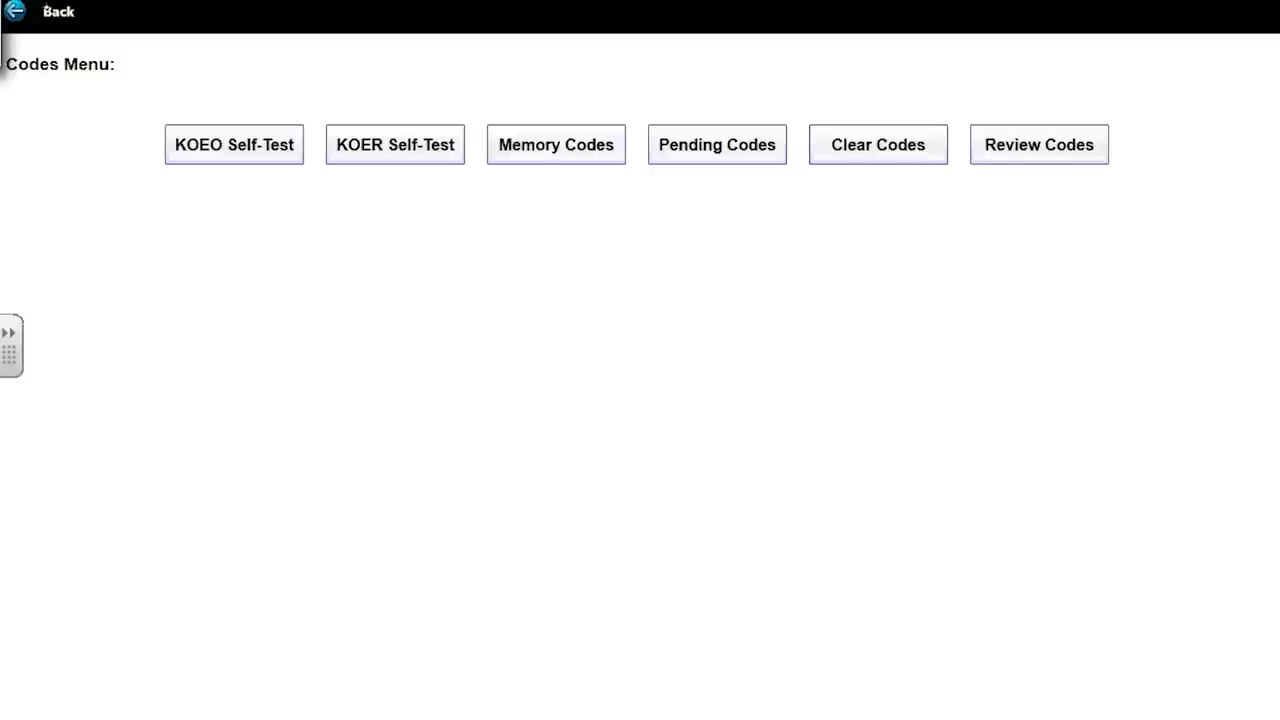 Back
Codes Menu:
KOEO Self-Test KOER Self-Test Memory Codes Pending Codes Clear Codes Review Codes